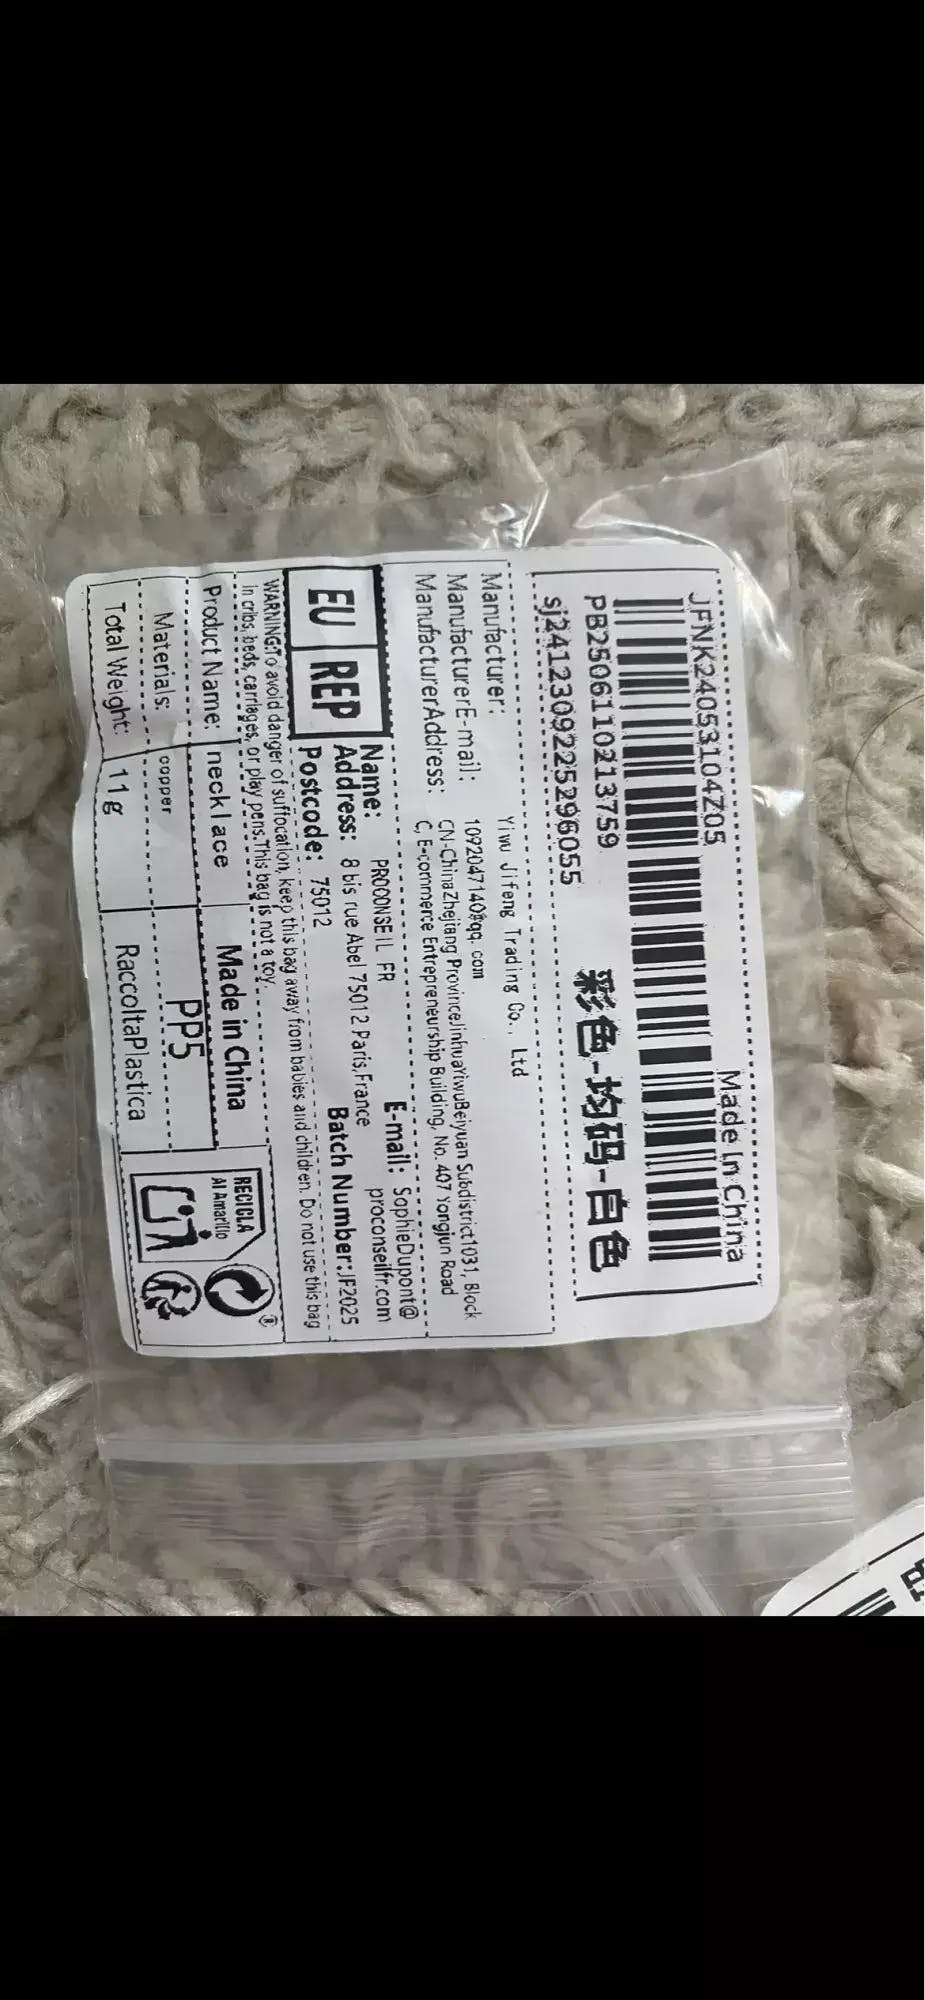 JFNK24053104Z05 Made In China
PB250611021375​9 彩色-均码-白色
sj2412309225296055
Manufacturer: Yiwu Jifeng Trading Co., Ltd
ManufacturerE-mail: 1092047140@qq.com
ManufacturerAddress: CN-ChinaZhejiang ProvinceJinhuaYiwuBeiyuan Subdistrict1031, Block
C, E-commerce Entrepreneurship Building, No. 407 Yongjun Road
EU REP
Name: PROCONSEIL FR E-mail: SophieDupont@
proconseilfr.com
Address: 8 bis rue Abel 75012 Paris,France
Postcode: 75012 Batch Number:JF2025
WARNING:To avoid danger of suffocation, keep this bag away from babies and children. Do not use this bag
in cribs, beds, carriages, or play pens.This bag is not a toy.
Product Name: necklace Made in China
Materials: copper PP5
Total Weight: 11g RaccoltaPlastica
RECICLA
Al Amarillo
®